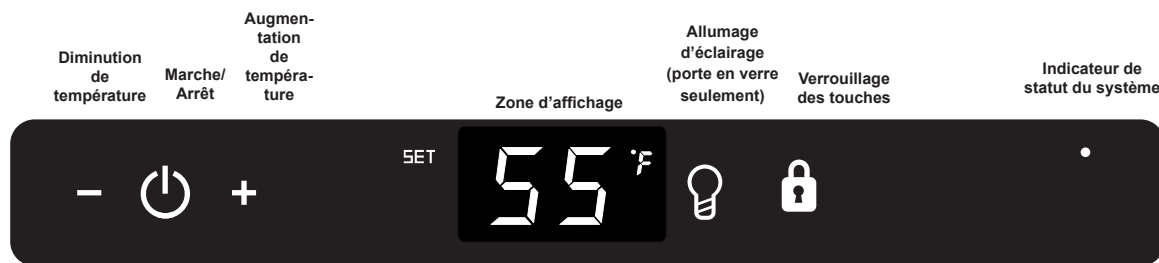 Diminution
de
température
Marche/
Arrêt
Augmen-
tation
de
tempéra-
ture
Zone d'affichage
Allumage
d'éclairage
(porte en verre
seulement)
Verrouillage
des touches
Indicateur de
statut du système
SET
55 °F